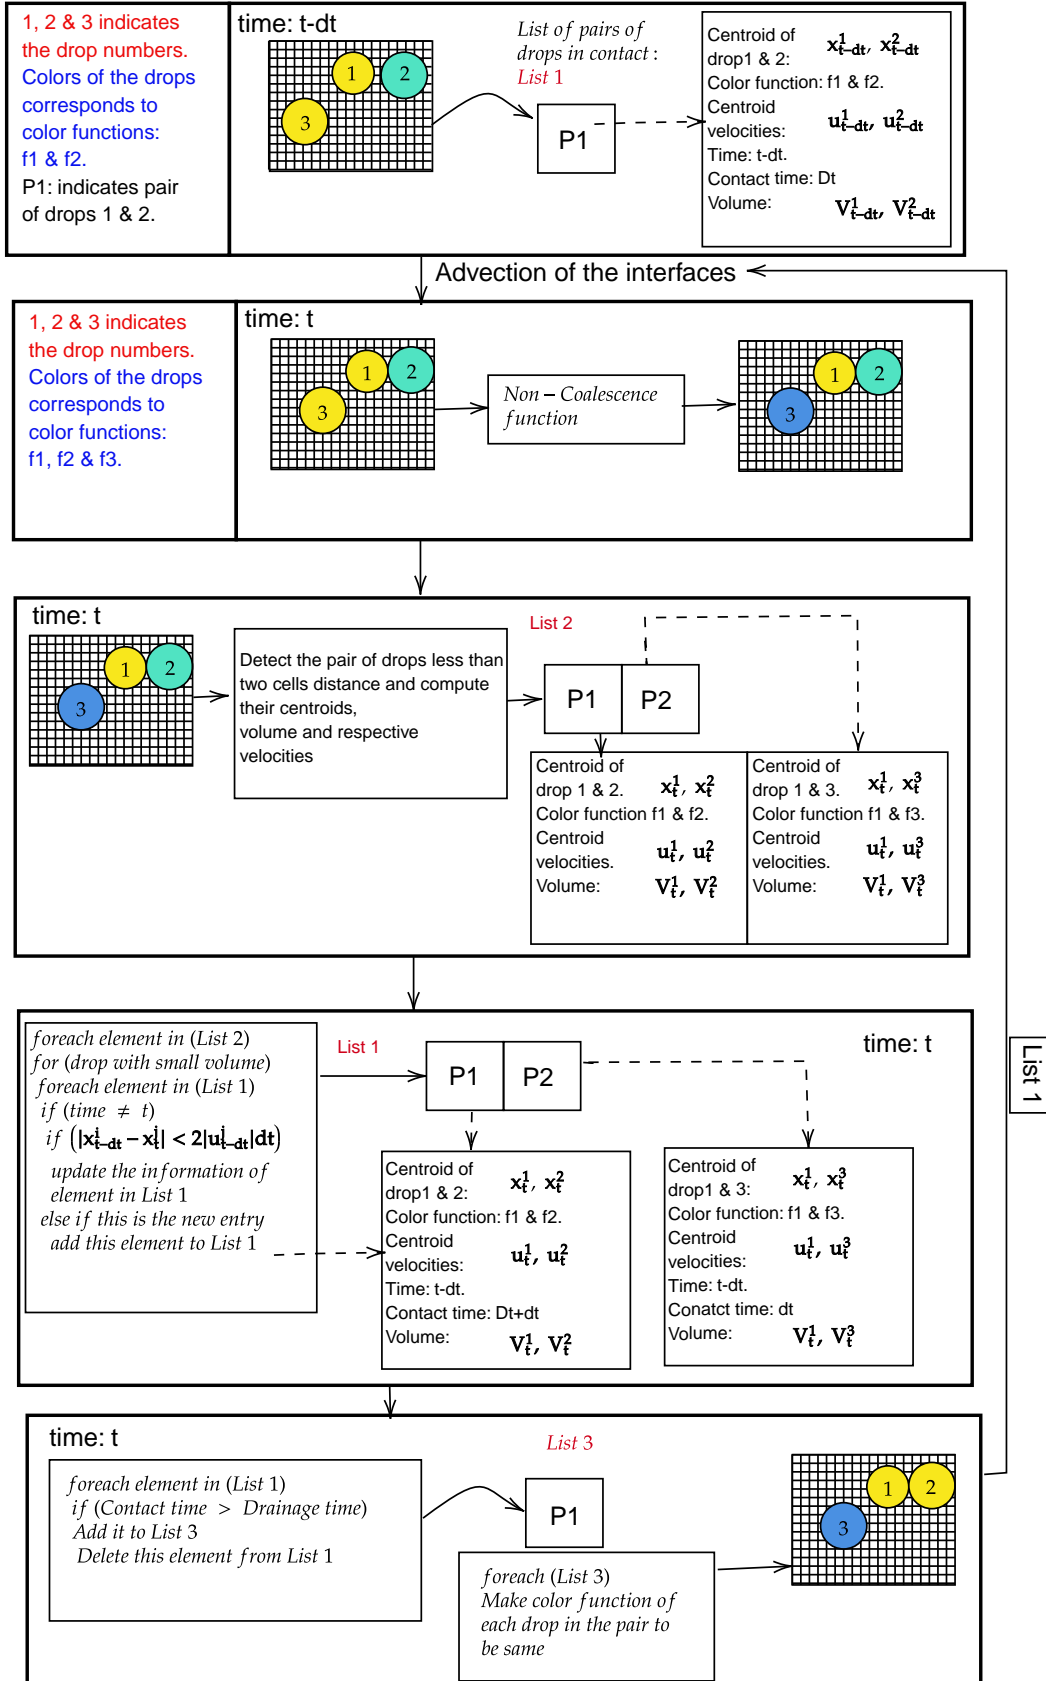 1, 2 & 3 indicates
the drop numbers.
Colors of the drops
corresponds to
color functions:
f1 & f2.
P1: indicates pair
of drops 1 & 2.
time: t-dt
1
2
3
List of pairs of
drops in contact :
List 1
P1
Centroid of
drop1 & 2: x¹ₜ₋dt, x²ₜ₋dt
Color function: f1 & f2.
Centroid
velocities: u¹ₜ₋dt, u²ₜ₋dt
Time: t-dt.
Contact time: Dt
Volume: V¹ₜ₋dt, V²ₜ₋dt
Advection of the interfaces
1, 2 & 3 indicates
the drop numbers.
Colors of the drops
corresponds to
color functions:
f1, f2 & f3.
time: t
1
2
3
Non − Coalescence
function
1
2
3
time: t
1
2
3
Detect the pair of drops less than
two cells distance and compute
their centroids,
volume and respective
velocities
List 2
P1
P2
Centroid of
drop 1 & 2. x¹ₜ, x²ₜ
Color function f1 & f2.
Centroid
velocities. u¹ₜ, u²ₜ
Volume: V¹ₜ, V²ₜ
Centroid of
drop 1 & 3. x¹ₜ, x³ₜ
Color function f1 & f3.
Centroid
velocities. u¹ₜ, u³ₜ
Volume: V¹ₜ, V³ₜ
foreach element in (List 2)
for (drop with small volume)
foreach element in (List 1)
if (time ≠ t)
if (|xⁱₜ₋dt − xʲₜ| < 2|uʲₜ₋dt|dt)
update the information of
element in List 1
else if this is the new entry
add this element to List 1
List 1
P1
P2
time: t
Centroid of
drop1 & 2: x¹ₜ, x²ₜ
Color function: f1 & f2.
Centroid
velocities: u¹ₜ, u²ₜ
Time: t-dt.
Contact time: Dt+dt
Volume: V¹ₜ, V²ₜ
Centroid of
drop1 & 3: x¹ₜ, x³ₜ
Color function: f1 & f3.
Centroid
velocities: u¹ₜ, u³ₜ
Time: t-dt.
Conatct time: dt
Volume: V¹ₜ, V³ₜ
List 1
time: t
foreach element in (List 1)
if (Contact time > Drainage time)
Add it to List 3
Delete this element from List 1
List 3
P1
foreach (List 3)
Make color function of
each drop in the pair to
be same
1
2
3